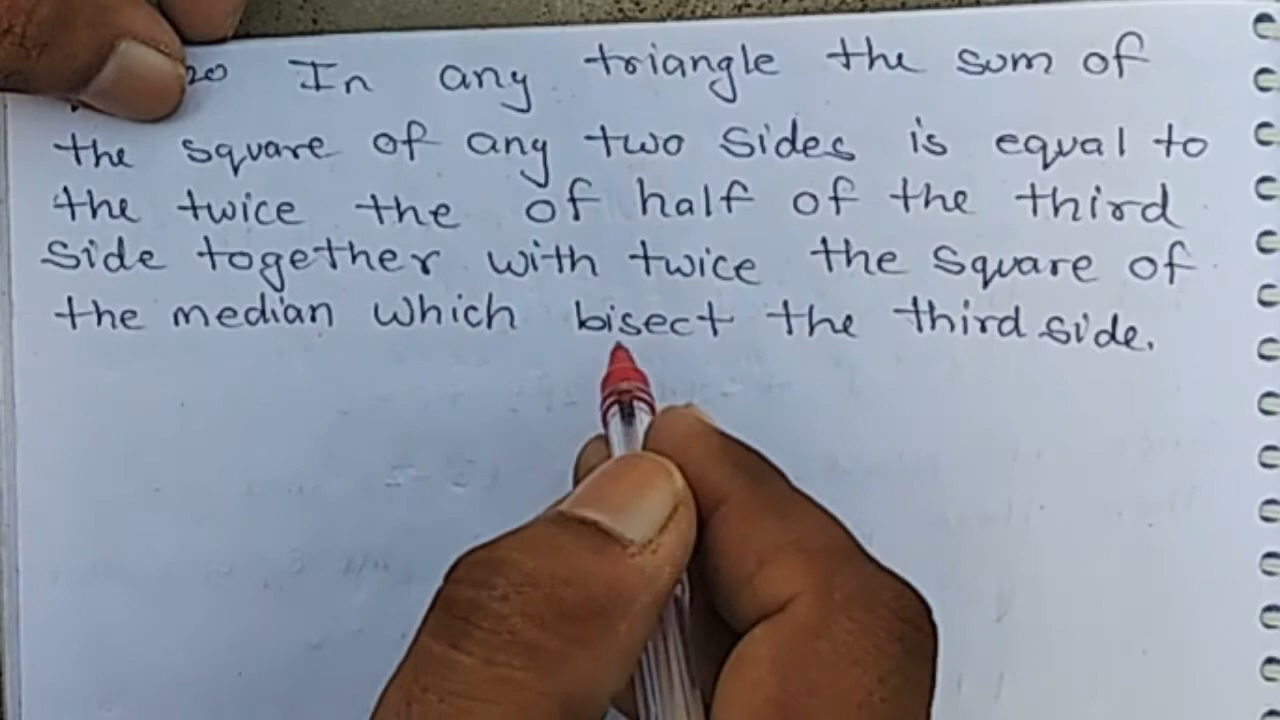 20 In any triangle the sum of
the square of any two sides is equal to
the twice the of half of the third
side together with twice the square of
the median which bisect the third side.